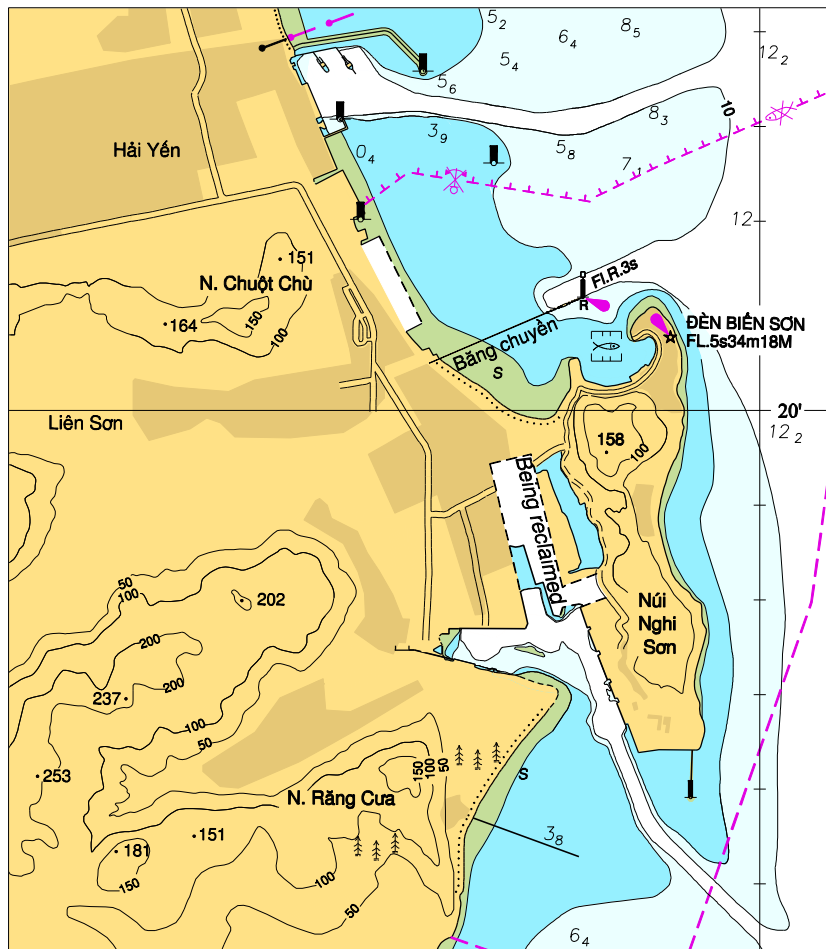 5₂
8₅
6₄
12₂
5₄
5₆
10
8₃
3₉
5₈
Hải Yến
0₄
7₁
12
151
Fl.R.3s
N. Chuột Chù
R
164
150
100
ĐÈN BIỂN SƠN
FL.5s34m18M
Băng chuyền
S
Liên Sơn
20'
12₂
158
100
Being reclaimed
50
100
202
Núi
Nghi
Sơn
200
237
200
100
50
253
150
100
50
S
N. Răng Cưa
3₈
151
181
150
100
50
6₄